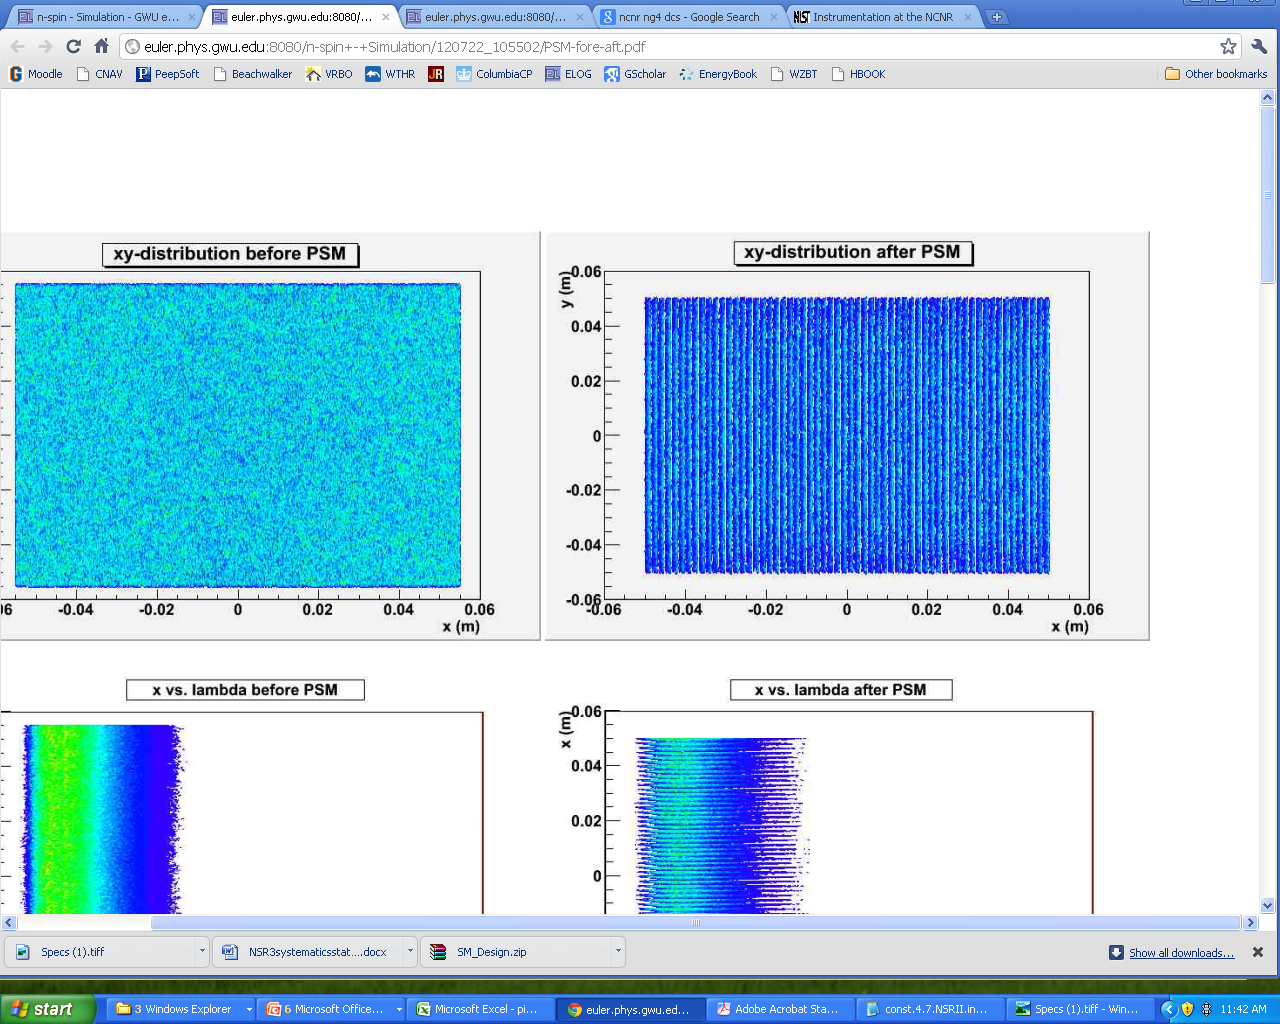 n-spin - Simulation - GWU e...
euler.phys.gwu.edu:8080/...
euler.phys.gwu.edu:8080/...
ncnr ng4 dcs - Google Search
NIST Instrumentation at the NCNR
euler.phys.gwu.edu:8080/n-spin+-+Simulation/120722_105502/PSM-fore-aft.pdf
Moodle CNAV PeepSoft Beachwalker VRBO WTHR JR ColumbiaCP ELOG GScholar EnergyBook WZBT HBOOK Other bookmarks
xy-distribution before PSM
-0.04 -0.02 0 0.02 0.04 0.06
x (m)
xy-distribution after PSM
y (m)
0.06
0.04
0.02
0
-0.02
-0.04
-0.06
-0.06 -0.04 -0.02 0 0.02 0.04 0.06
x (m)
x vs. lambda before PSM
x vs. lambda after PSM
x (m)
0.06
0.04
0.02
0
Specs (1).tiff
NSR3systematicsstat....docx
SM_Design.zip
Show all downloads...
start
3 Windows Explorer
6 Microsoft Office...
Microsoft Excel - pi...
euler.phys.gwu.ed...
Adobe Acrobat Sta...
const.4.7.NSRII.in...
Specs (1).tiff - Win...
11:42 AM